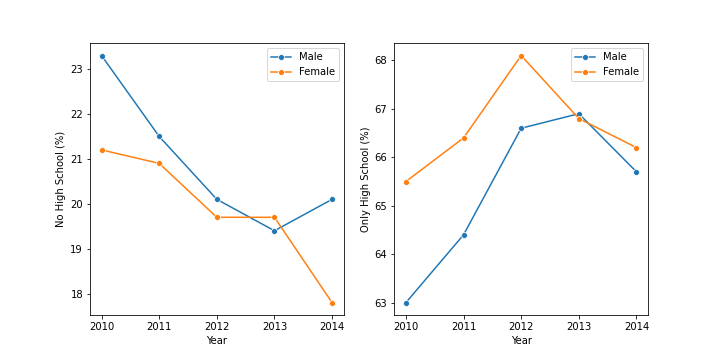 No High School (%)
23
22
21
20
19
18
2010 2011 2012 2013 2014
Year
Male
Female
Only High School (%)
68
67
66
65
64
63
2010 2011 2012 2013 2014
Year
Male
Female